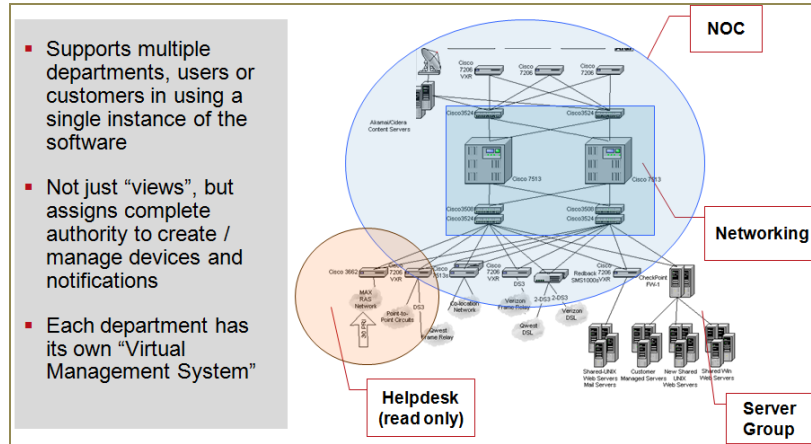 ▪ Supports multiple
departments, users or
customers in using a
single instance of the
software
▪ Not just “views”, but
assigns complete
authority to create /
manage devices and
notifications
▪ Each department has
its own “Virtual
Management System”
NOC
Cisco
7206
VXR
Cisco
7206
Cisco
7206
Akamai/Cidera
Content Servers
Cisco3524
Cisco3524
Cisco 7513
Cisco 7513
Networking
Cisco3508
Cisco3524
Cisco3508
Cisco3524
Cisco 3662
Cisco
7206
VXR
Cisco
7513s
Cisco
7206
VXR
DS3
Redback
SMS1000s
Cisco
7206
VXR
CheckPoint
FW-1
MAX
RAS
Network
30 PRI
Point-to-
Point Circuits
DS3
Qwest
Frame Relay
Co-location
Network
Verizon
Frame Relay
2-DS3
2-DS3
Qwest
DSL
Verizon
DSL
Shared-UNIX
Web Servers
Mail Servers
Customer
Managed Servers
New Shared
UNIX
Web Servers
Shared Win
Web Servers
Helpdesk
(read only)
Server
Group